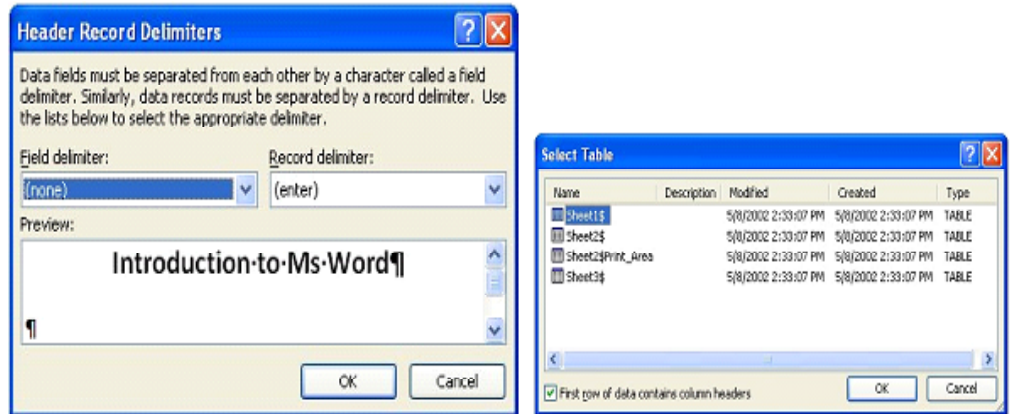 Header Record Delimiters
Data fields must be separated from each other by a character called a field
delimiter. Similarly, data records must be separated by a record delimiter. Use
the lists below to select the appropriate delimiter.
Field delimiter: Record delimiter:
(none) (enter)
Preview:
Introduction·to·Ms·Word¶
¶
OK Cancel
Select Table
Name Description Modified Created Type
Sheet1$ 5/8/2002 2:33:07 PM 5/8/2002 2:33:07 PM TABLE
Sheet2$ 5/8/2002 2:33:07 PM 5/8/2002 2:33:07 PM TABLE
Sheet2$Print_Area 5/8/2002 2:33:07 PM 5/8/2002 2:33:07 PM TABLE
Sheet3$ 5/8/2002 2:33:07 PM 5/8/2002 2:33:07 PM TABLE
First row of data contains column headers OK Cancel